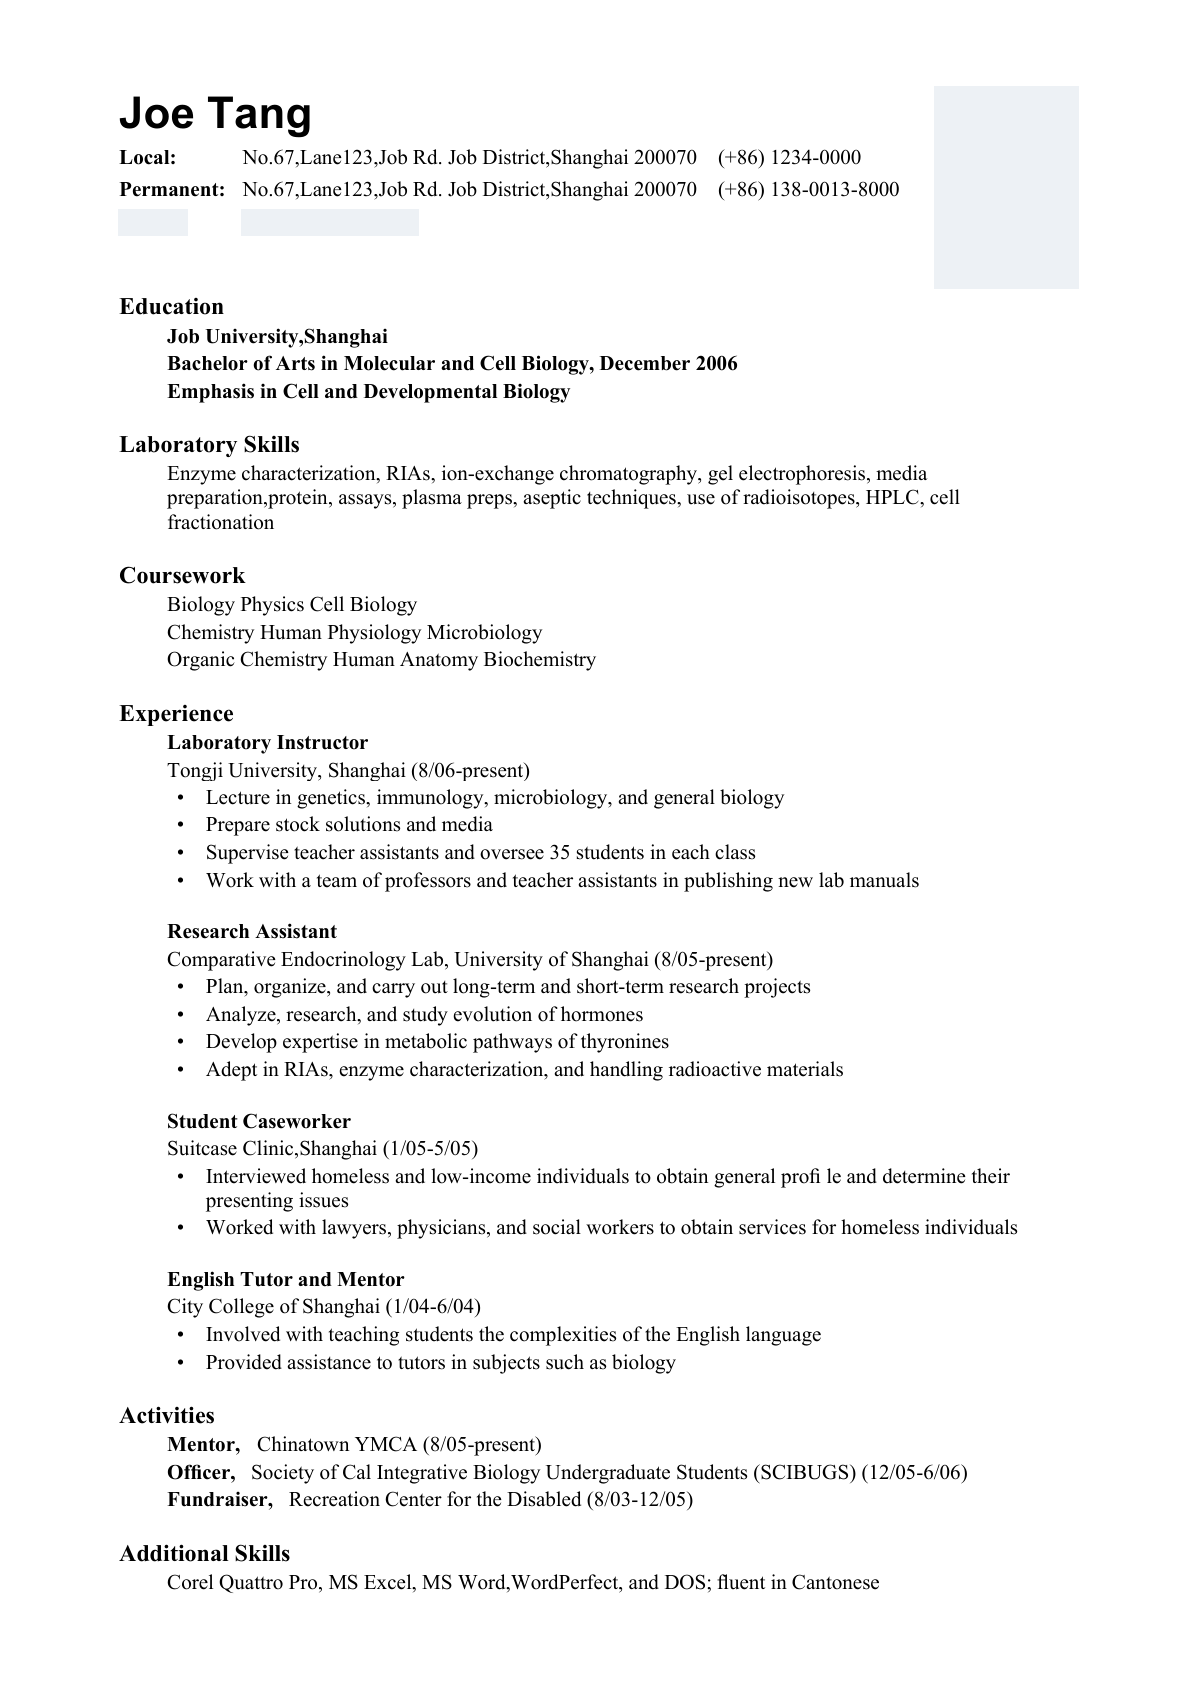 Joe Tang
Local: No.67,Lane123,Job Rd. Job District,Shanghai 200070 (+86) 1234-0000
Permanent: No.67,Lane123,Job Rd. Job District,Shanghai 200070 (+86) 138-0013-8000
Education
Job University,Shanghai
Bachelor of Arts in Molecular and Cell Biology, December 2006
Emphasis in Cell and Developmental Biology
Laboratory Skills
Enzyme characterization, RIAs, ion-exchange chromatography, gel electrophoresis, media
preparation,protein, assays, plasma preps, aseptic techniques, use of radioisotopes, HPLC, cell
fractionation
Coursework
Biology Physics Cell Biology
Chemistry Human Physiology Microbiology
Organic Chemistry Human Anatomy Biochemistry
Experience
Laboratory Instructor
Tongji University, Shanghai (8/06-present)
• Lecture in genetics, immunology, microbiology, and general biology
• Prepare stock solutions and media
• Supervise teacher assistants and oversee 35 students in each class
• Work with a team of professors and teacher assistants in publishing new lab manuals
Research Assistant
Comparative Endocrinology Lab, University of Shanghai (8/05-present)
• Plan, organize, and carry out long-term and short-term research projects
• Analyze, research, and study evolution of hormones
• Develop expertise in metabolic pathways of thyronines
• Adept in RIAs, enzyme characterization, and handling radioactive materials
Student Caseworker
Suitcase Clinic,Shanghai (1/05-5/05)
• Interviewed homeless and low-income individuals to obtain general profi le and determine their
presenting issues
• Worked with lawyers, physicians, and social workers to obtain services for homeless individuals
English Tutor and Mentor
City College of Shanghai (1/04-6/04)
• Involved with teaching students the complexities of the English language
• Provided assistance to tutors in subjects such as biology
Activities
Mentor, Chinatown YMCA (8/05-present)
Officer, Society of Cal Integrative Biology Undergraduate Students (SCIBUGS) (12/05-6/06)
Fundraiser, Recreation Center for the Disabled (8/03-12/05)
Additional Skills
Corel Quattro Pro, MS Excel, MS Word,WordPerfect, and DOS; fluent in Cantonese